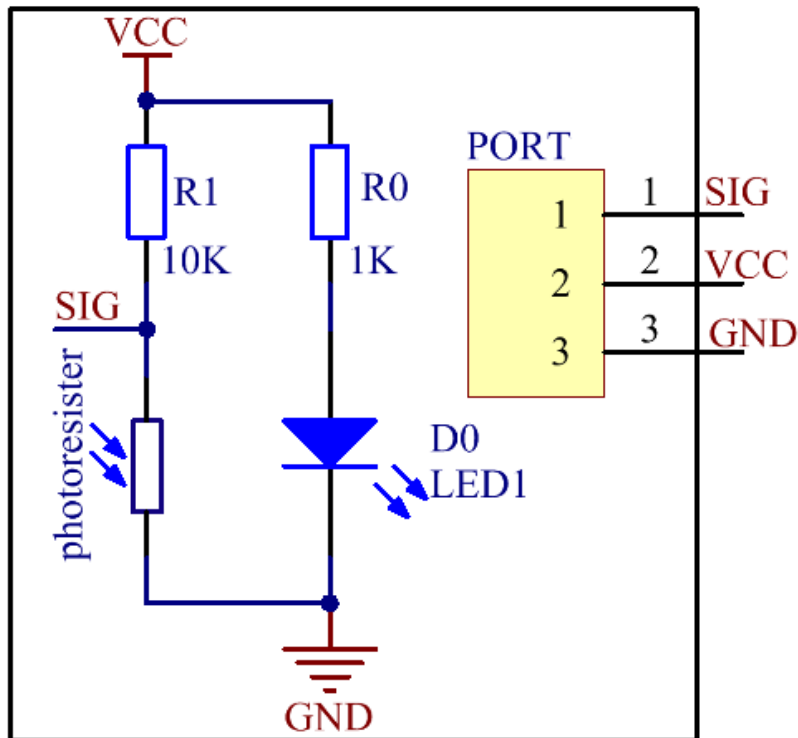 VCC
R1
10K
R0
1K
SIG
photoresister
D0
LED1
GND
PORT
1 1 SIG
2 2 VCC
3 3 GND